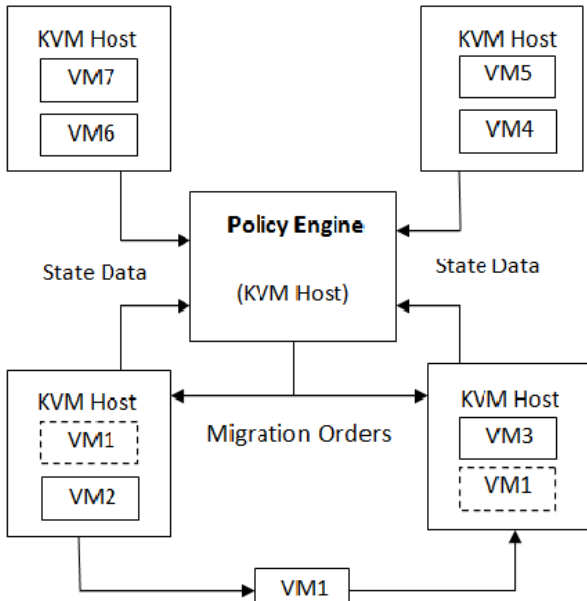 KVM Host
VM7
VM6
KVM Host
VM5
VM4
Policy Engine
(KVM Host)
State Data
State Data
KVM Host
VM1
VM2
Migration Orders
KVM Host
VM3
VM1
VM1